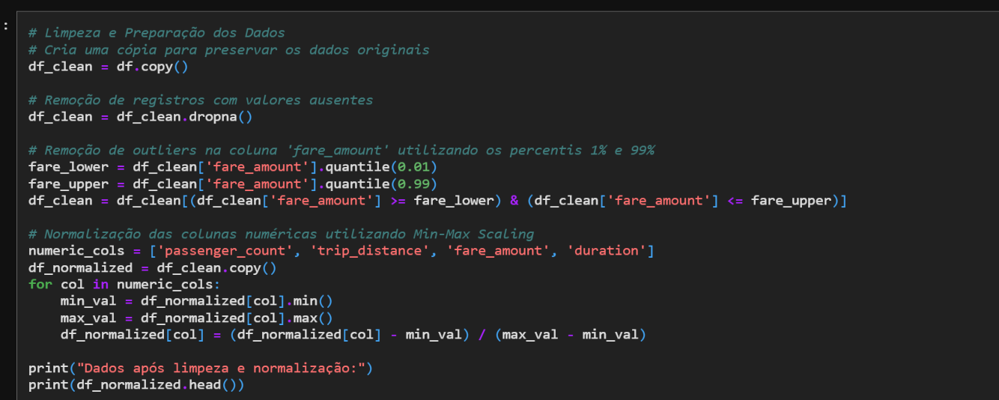 :
# Limpeza e Preparação dos Dados
# Cria uma cópia para preservar os dados originais
df_clean = df.copy()
# Remoção de registros com valores ausentes
df_clean = df_clean.dropna()
# Remoção de outliers na coluna 'fare_amount' utilizando os percentis 1% e 99%
fare_lower = df_clean['fare_amount'].quantile(0.01)
fare_upper = df_clean['fare_amount'].quantile(0.99)
df_clean = df_clean[(df_clean['fare_amount'] >= fare_lower) & (df_clean['fare_amount'] <= fare_upper)]
# Normalização das colunas numéricas utilizando Min-Max Scaling
numeric_cols = ['passenger_count', 'trip_distance', 'fare_amount', 'duration']
df_normalized = df_clean.copy()
for col in numeric_cols:
    min_val = df_normalized[col].min()
    max_val = df_normalized[col].max()
    df_normalized[col] = (df_normalized[col] - min_val) / (max_val - min_val)
print("Dados após limpeza e normalização:")
print(df_normalized.head())